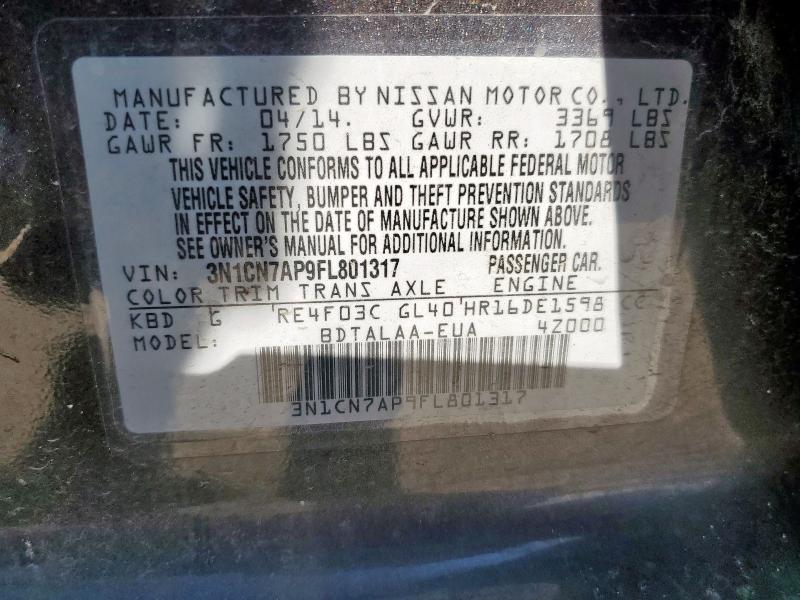 MANUFACTURED BY NISSAN MOTOR CO., LTD.
DATE: 04/14. GVWR: 3369 LBS
GAWR FR: 1750 LBS GAWR RR: 1708 LBS
THIS VEHICLE CONFORMS TO ALL APPLICABLE FEDERAL MOTOR
VEHICLE SAFETY, BUMPER AND THEFT PREVENTION STANDARDS
IN EFFECT ON THE DATE OF MANUFACTURE SHOWN ABOVE.
SEE OWNER'S MANUAL FOR ADDITIONAL INFORMATION.
VIN: 3N1CN7AP9FL801317 PASSENGER CAR.
COLOR TRIM TRANS AXLE ENGINE
KBD G RE4F03C GL40 HR16DE1598 CC
MODEL: BDTALAA-EUA 4Z000
3N1CN7AP9FL801317